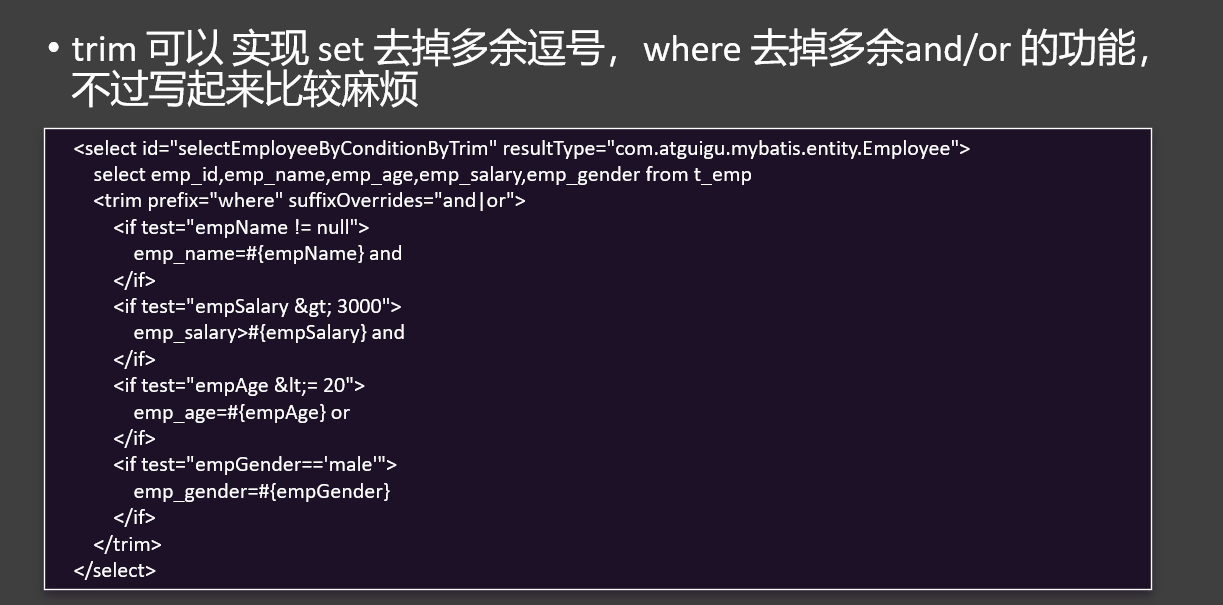 • trim 可以 实现 set 去掉多余逗号，where 去掉多余and/or 的功能，
不过写起来比较麻烦
<select id="selectEmployeeByConditionByTrim" resultType="com.atguigu.mybatis.entity.Employee">
select emp_id,emp_name,emp_age,emp_salary,emp_gender from t_emp
<trim prefix="where" suffixOverrides="and|or">
<if test="empName != null">
emp_name=#{empName} and
</if>
<if test="empSalary &gt; 3000">
emp_salary>#{empSalary} and
</if>
<if test="empAge &lt;= 20">
emp_age=#{empAge} or
</if>
<if test="empGender=='male'">
emp_gender=#{empGender}
</if>
</trim>
</select>